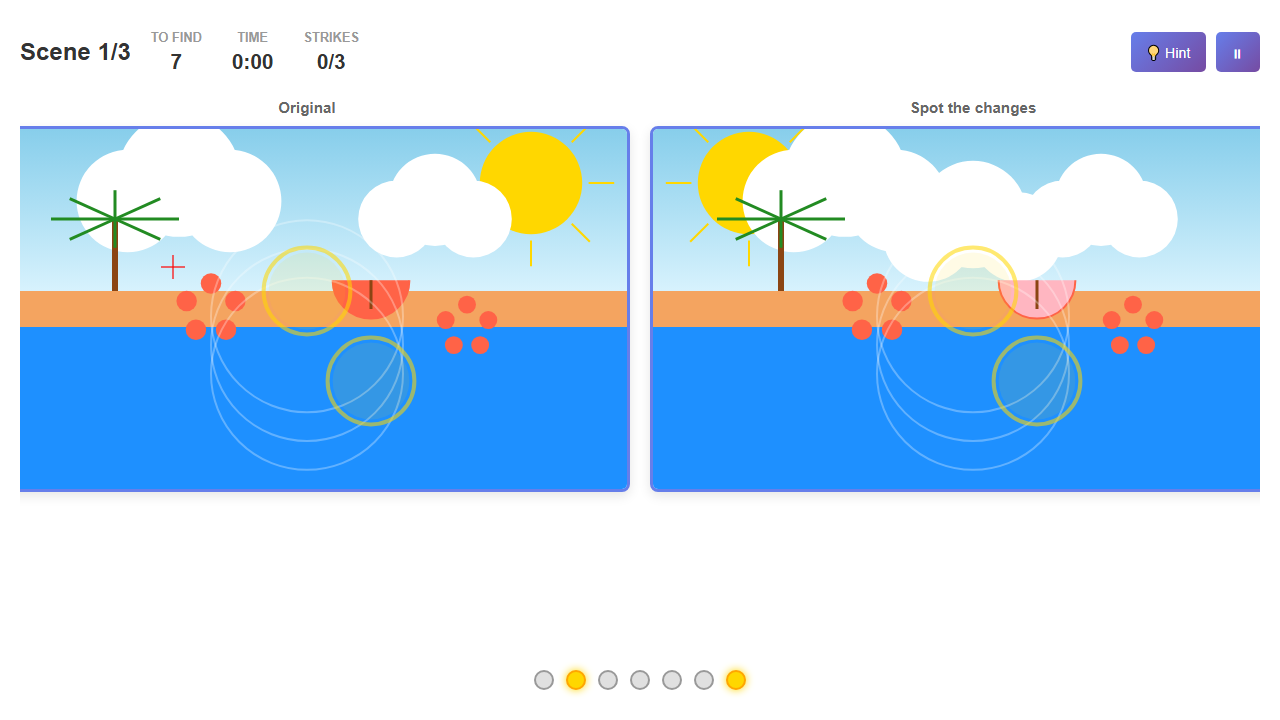 Scene 1/3
TO FIND
7
TIME
0:00
STRIKES
0/3
Hint
Original
Spot the changes